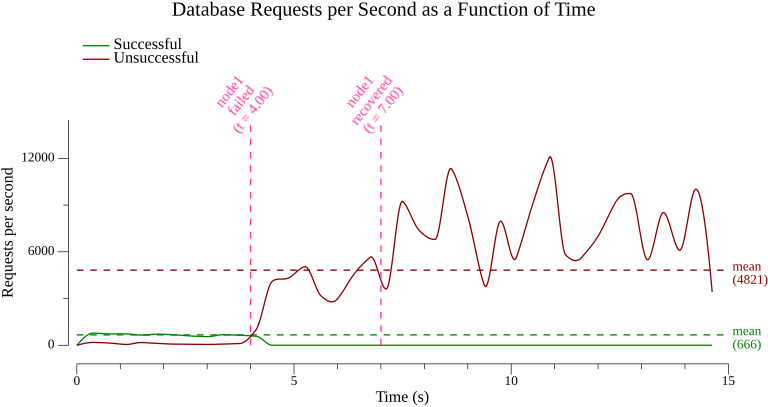 Database Requests per Second as a Function of Time
Successful
Unsuccessful
node1
failed
(t = 4.00)
node1
recovered
(t = 7.00)
Requests per second
12000
6000
0
mean
(4821)
mean
(666)
0
5
10
15
Time (s)